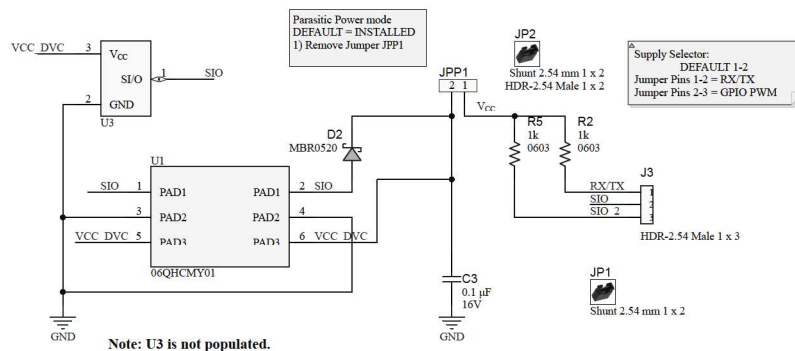 Parasitic Power mode
DEFAULT = INSTALLED
1) Remove Jumper JPP1
JP2
Shunt 2.54 mm 1 x 2
HDR-2.54 Male 1 x 2
Supply Selector:
DEFAULT 1-2
Jumper Pins 1-2 = RX/TX
Jumper Pins 2-3 = GPIO PWM
VCC_DVC 3
VCC
SI/O 1 SIO
2 GND
U3
JPP1
2 1
VCC
D2
MBR0520
R5
1k
0603
R2
1k
0603
U1
SIO 1 PAD1 PAD1 2 SIO
3 PAD2 PAD2 4
VCC_DVC 5 PAD3 PAD3 6 VCC_DVC
06QHCMY01
J3
RX/TX 1
SIO 2
SIO_2 3
HDR-2.54 Male 1 x 3
C3
0.1 µF
16V
JP1
Shunt 2.54 mm 1 x 2
GND
GND
Note: U3 is not populated.